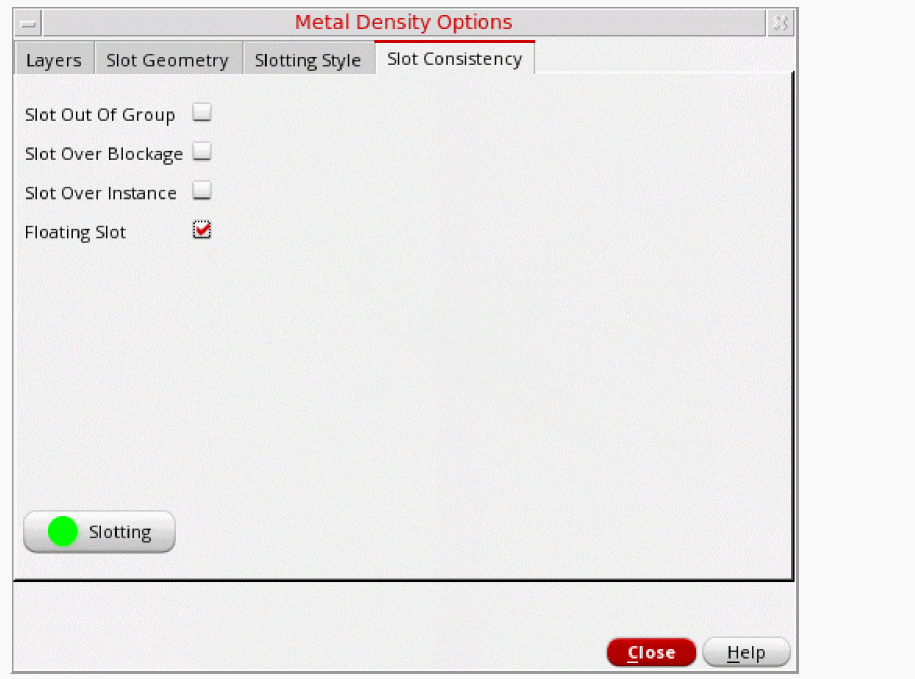 Metal Density Options
Layers Slot Geometry Slotting Style Slot Consistency
Slot Out Of Group
Slot Over Blockage
Slot Over Instance
Floating Slot
Slotting
Close Help